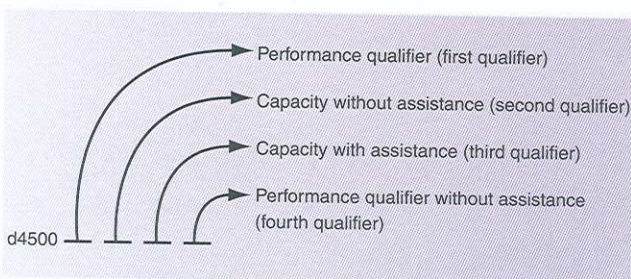 Performance qualifier (first qualifier)
Capacity without assistance (second qualifier)
Capacity with assistance (third qualifier)
Performance qualifier without assistance
(fourth qualifier)
d4500